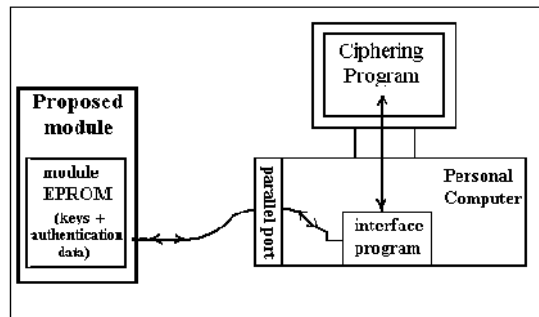 Proposed
module
module
EPROM
(keys +
authentication
data)
Ciphering
Program
parallel port
Personal
Computer
interface
program